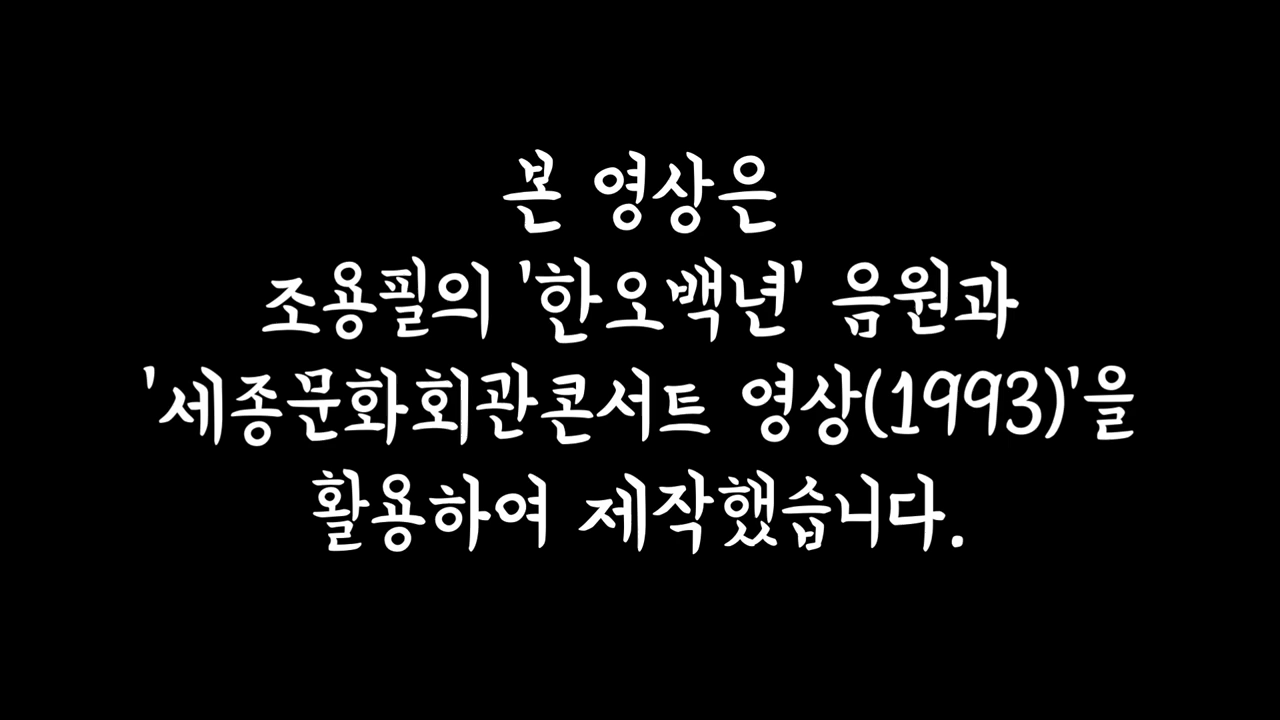 본 영상은
조용필의 '한오백년' 음원과
'세종문화회관콘서트 영상(1993)'을
활용하여 제작했습니다.